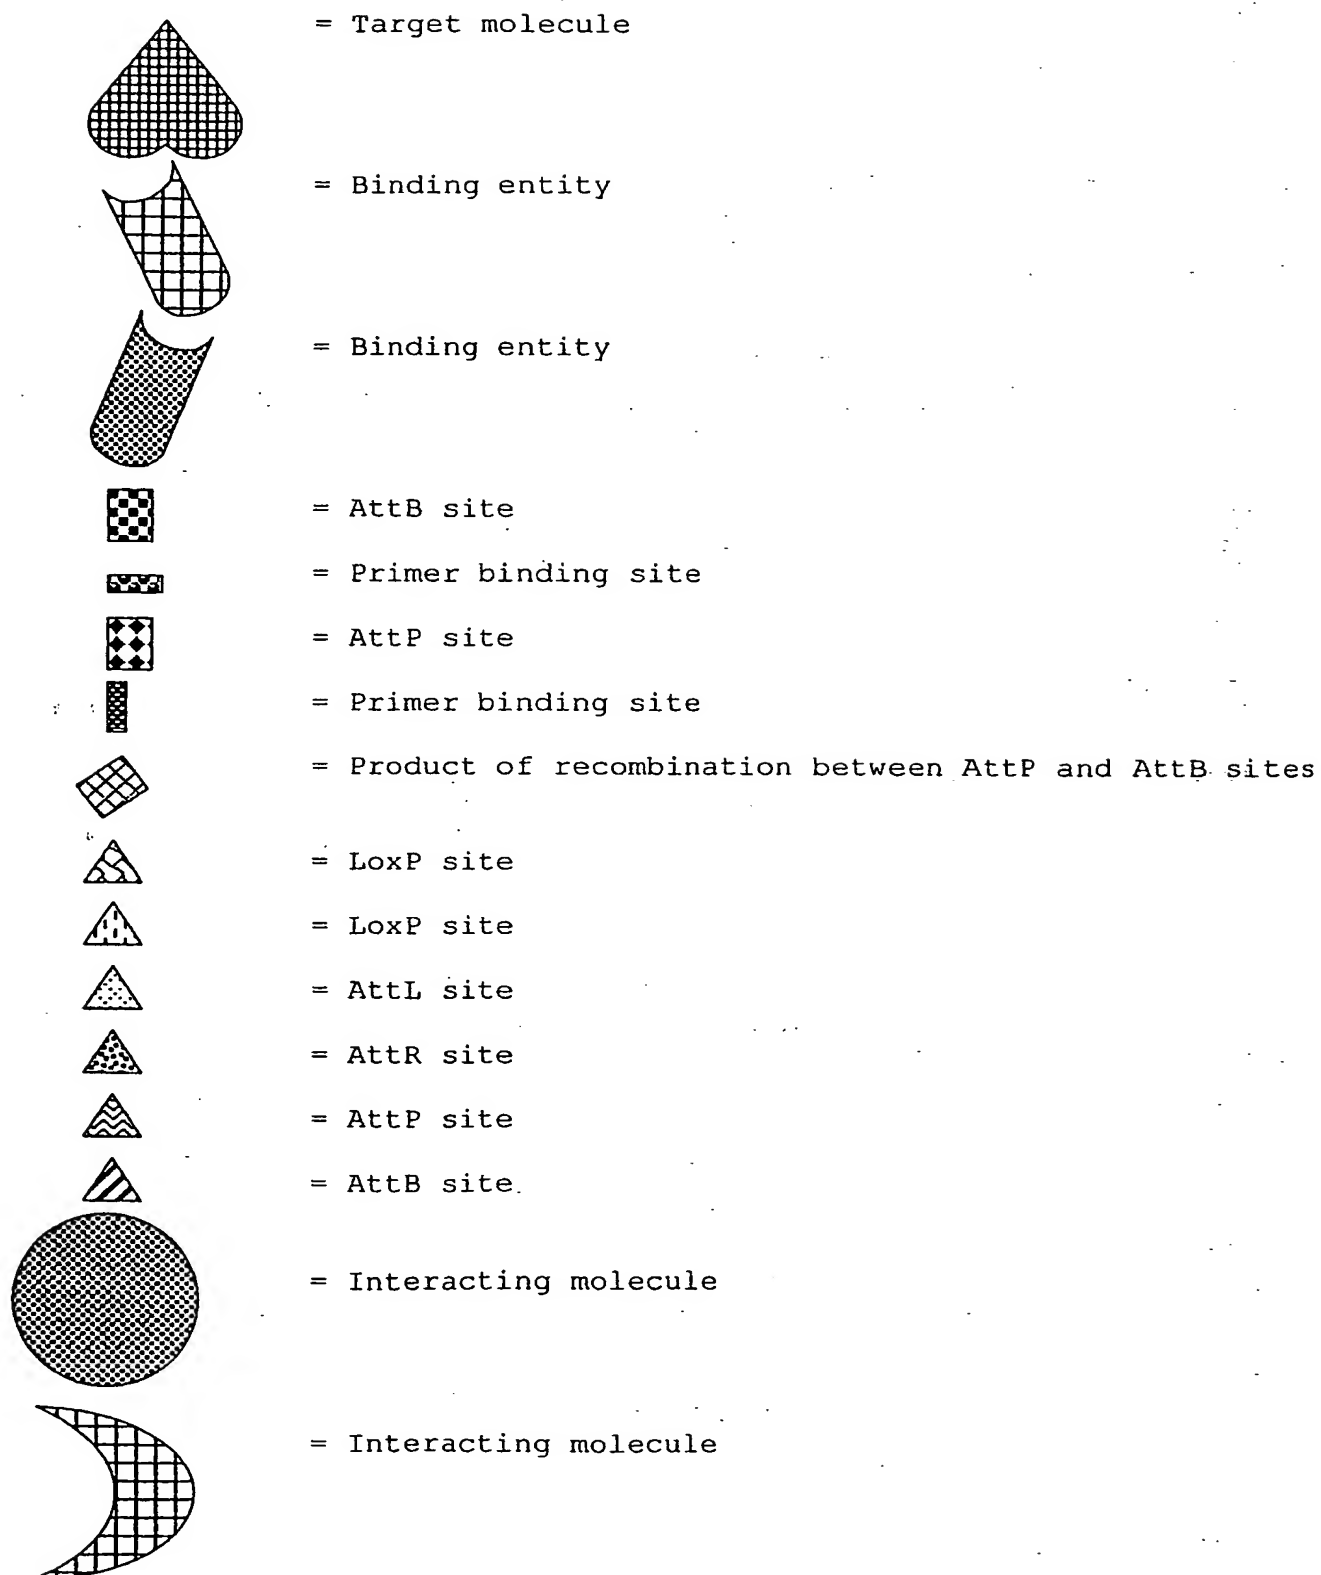 = Target molecule
= Binding entity
= Binding entity
= AttB site
= Primer binding site
= AttP site
= Primer binding site
= Product of recombination between AttP and AttB sites
= LoxP site
= LoxP site
= AttL site
= AttR site
= AttP site
= AttB site
= Interacting molecule
= Interacting molecule